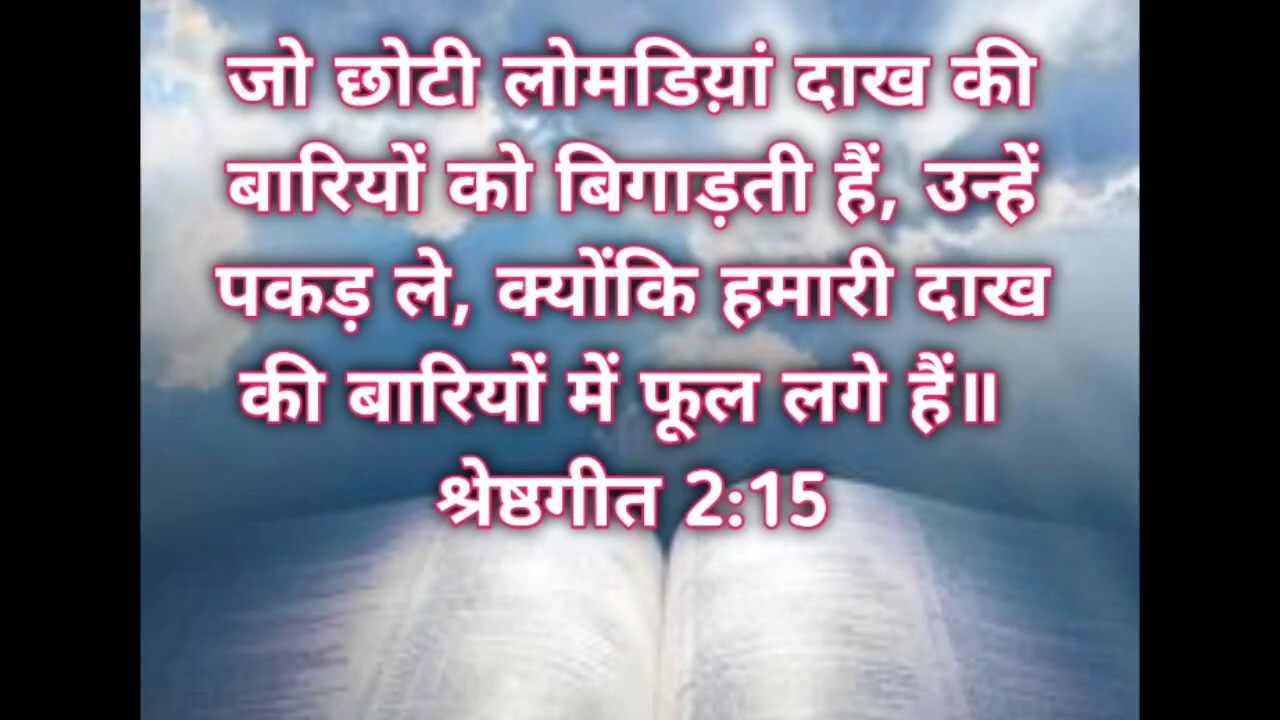 जो छोटी लोमडिय़ां दाख की
बारियों को बिगाड़ती हैं, उन्हें
पकड़ ले, क्योंकि हमारी दाख
की बारियों में फूल लगे हैं॥
श्रेष्ठगीत 2:15